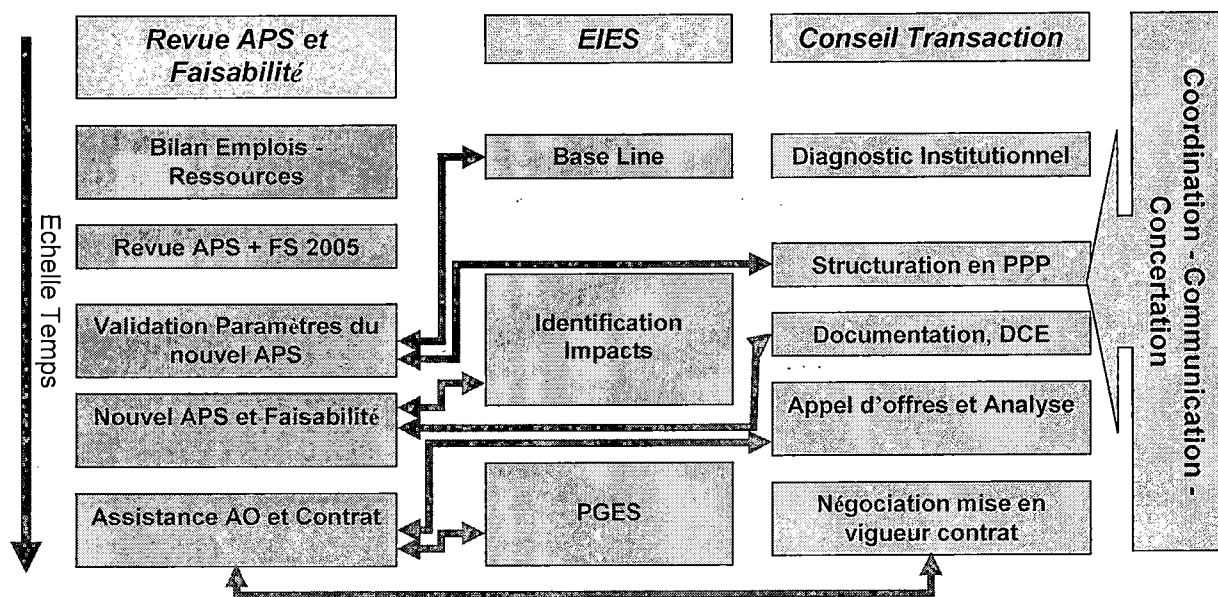 Revue APS et
Faisabilité
EIES
Conseil Transaction
Bilan Emplois -
Ressources
Base Line
Diagnostic Institutionnel
Revue APS + FS 2005
Structuration en PPP
Validation Paramètres du
nouvel APS
Identification
Impacts
Documentation, DCE
Nouvel APS et Faisabilité
Appel d'offres et Analyse
Assistance AO et Contrat
PGES
Négociation mise en
vigueur contrat
Echelle Temps
Coordination - Communication -
Concertation